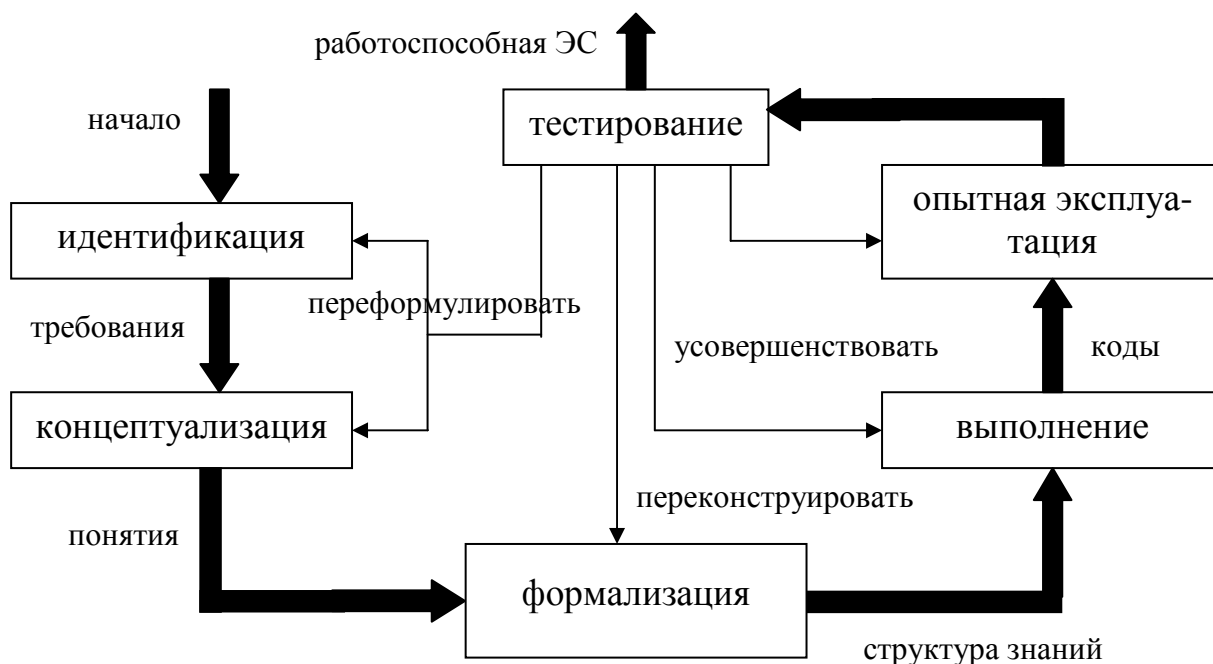 работоспособная ЭС
начало
тестирование
идентификация
опытная эксплуа-
тация
переформулировать
требования
усовершенствовать
коды
концептуализация
выполнение
переконструировать
понятия
формализация
структура знаний